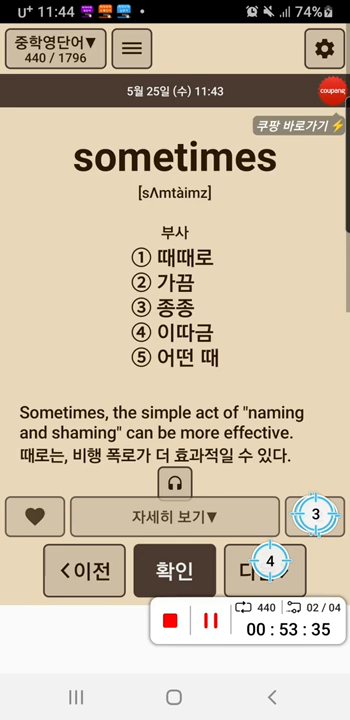 U+ 11:44
74%
중학영단어▼
440 / 1796
5월 25일 (수) 11:43
coupang
쿠팡 바로가기⚡
sometimes
[sʌmtàimz]
부사
① 때때로
② 가끔
③ 종종
④ 이따금
⑤ 어떤 때
Sometimes, the simple act of "naming
and shaming" can be more effective.
때로는, 비행 폭로가 더 효과적일 수 있다.
자세히 보기▼
3
<이전
확인
4
440
02 / 04
00 : 53 : 35